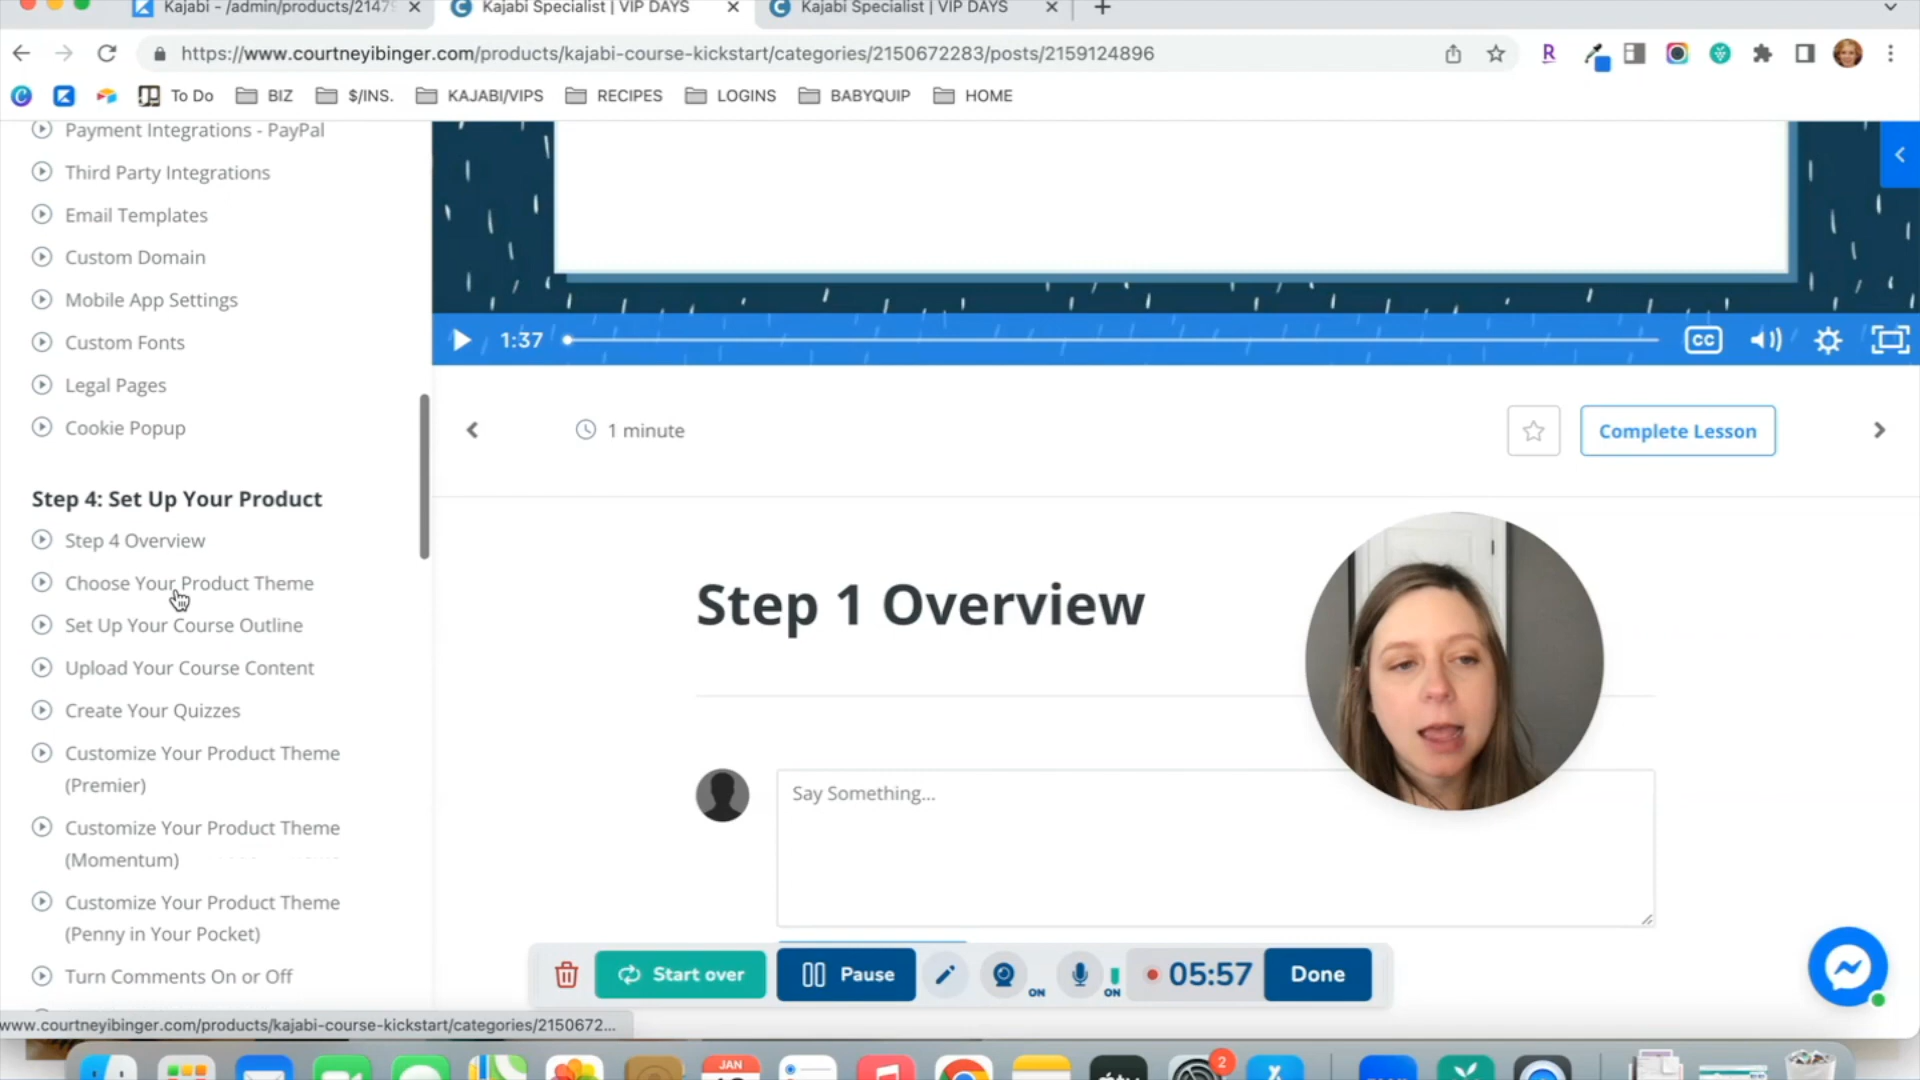 Kajabi - /admin/products/2147
Kajabi Specialist | VIP DAYS
Kajabi Specialist | VIP DAYS
https://www.courtneyibinger.com/products/kajabi-course-kickstart/categories/2150672283/posts/2159124896
To Do
BIZ
$/INS.
KAJABI/VIPS
RECIPES
LOGINS
BABYQUIP
HOME
Payment Integrations - PayPal
Third Party Integrations
Email Templates
Custom Domain
Mobile App Settings
Custom Fonts
Legal Pages
Cookie Popup
Step 4: Set Up Your Product
Step 4 Overview
Choose Your Product Theme
Set Up Your Course Outline
Upload Your Course Content
Create Your Quizzes
Customize Your Product Theme
(Premier)
Customize Your Product Theme
(Momentum)
Customize Your Product Theme
(Penny in Your Pocket)
Turn Comments On or Off
www.courtneyibinger.com/products/kajabi-course-kickstart/categories/2150672...
1:37
CC
1 minute
Complete Lesson
Step 1 Overview
Say Something...
Start over
Pause
ON
ON
05:57
Done
JAN
2